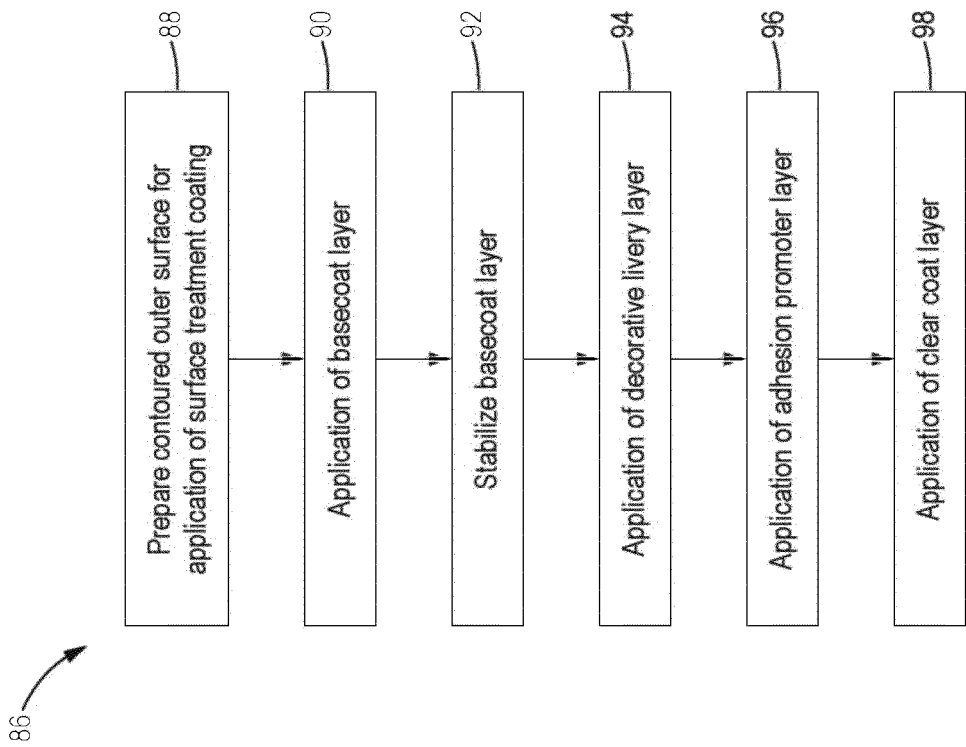 86
Prepare contoured outer surface for
application of surface treatment coating
88
Application of basecoat layer
90
Stabilize basecoat layer
92
Application of decorative livery layer
94
Application of adhesion promoter layer
96
Application of clear coat layer
98